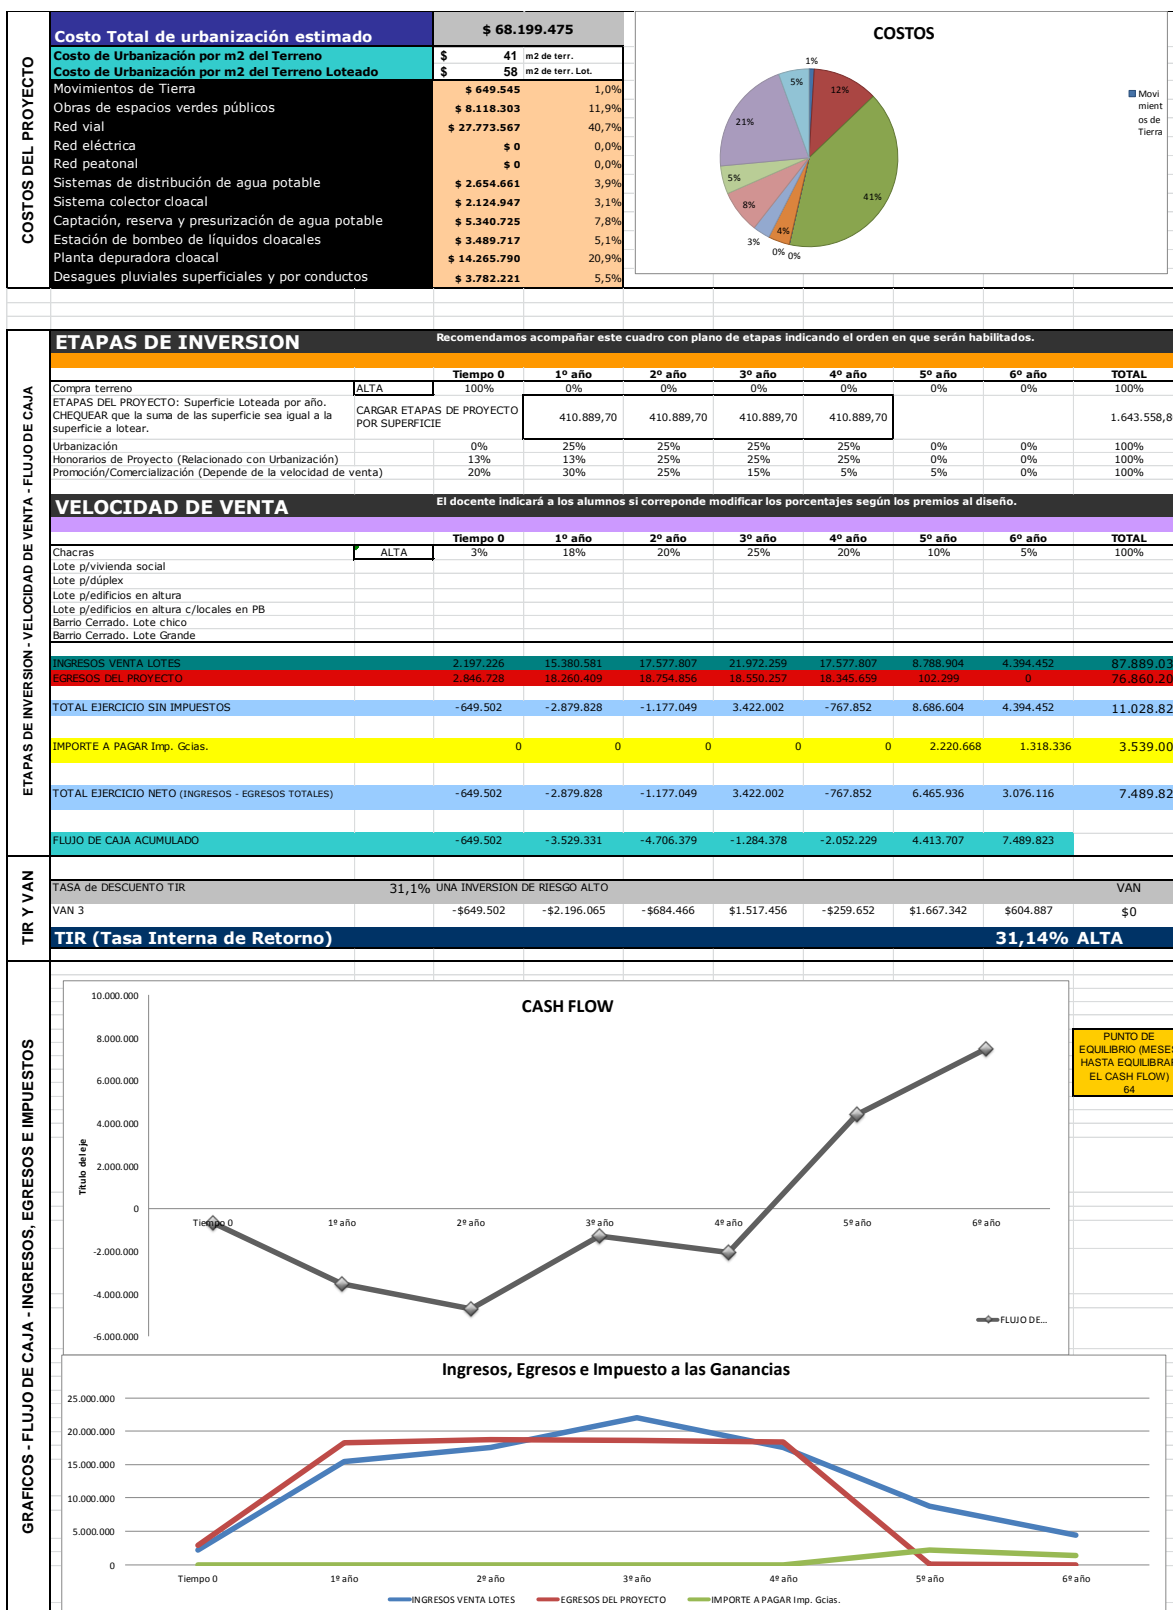 COSTOS DEL PROYECTO
Costo Total de urbanización estimado $ 68.199.475
Costo de Urbanización por m2 del Terreno $ 41 m2 de terr.
Costo de Urbanización por m2 del Terreno Loteado $ 58 m2 de terr. Lot.
Movimientos de Tierra $ 649.545 1,0%
Obras de espacios verdes públicos $ 8.118.303 11,9%
Red vial $ 27.773.567 40,7%
Red eléctrica $ 0 0,0%
Red peatonal $ 0 0,0%
Sistemas de distribución de agua potable $ 2.654.661 3,9%
Sistema colector cloacal $ 2.124.947 3,1%
Captación, reserva y presurización de agua potable $ 5.340.725 7,8%
Estación de bombeo de líquidos cloacales $ 3.489.717 5,1%
Planta depuradora cloacal $ 14.265.790 20,9%
Desagues pluviales superficiales y por conductos $ 3.782.221 5,5%
COSTOS
1%
12%
41%
0%
0%
4%
3%
8%
5%
21%
5%
Movi
mient
os de
Tierra
ETAPAS DE INVERSION - VELOCIDAD DE VENTA - FLUJO DE CAJA
ETAPAS DE INVERSION Recomendamos acompañar este cuadro con plano de etapas indicando el orden en que serán habilitados.
Tiempo 0 1º año 2º año 3º año 4º año 5º año 6º año TOTAL
Compra terreno ALTA 100% 0% 0% 0% 0% 0% 0% 100%
ETAPAS DEL PROYECTO: Superficie Loteada por año.
CHEQUEAR que la suma de las superficie sea igual a la
superficie a lotear.
CARGAR ETAPAS DE PROYECTO
POR SUPERFICIE
410.889,70 410.889,70 410.889,70 410.889,70 1.643.558,8
Urbanización 0% 25% 25% 25% 25% 0% 0% 100%
Honorarios de Proyecto (Relacionado con Urbanización) 13% 13% 25% 25% 25% 0% 0% 100%
Promoción/Comercialización (Depende de la velocidad de venta) 20% 30% 25% 15% 5% 5% 0% 100%
VELOCIDAD DE VENTA El docente indicará a los alumnos si correponde modificar los porcentajes según los premios al diseño.
Tiempo 0 1º año 2º año 3º año 4º año 5º año 6º año TOTAL
Chacras ALTA 3% 18% 20% 25% 20% 10% 5% 100%
Lote p/vivienda social
Lote p/dúplex
Lote p/edificios en altura
Lote p/edificios en altura c/locales en PB
Barrio Cerrado. Lote chico
Barrio Cerrado. Lote Grande
INGRESOS VENTA LOTES 2.197.226 15.380.581 17.577.807 21.972.259 17.577.807 8.788.904 4.394.452 87.889.03
EGRESOS DEL PROYECTO 2.846.728 18.260.409 18.754.856 18.550.257 18.345.659 102.299 0 76.860.20
TOTAL EJERCICIO SIN IMPUESTOS -649.502 -2.879.828 -1.177.049 3.422.002 -767.852 8.686.604 4.394.452 11.028.82
IMPORTE A PAGAR Imp. Gcias. 0 0 0 0 0 2.220.668 1.318.336 3.539.00
TOTAL EJERCICIO NETO (INGRESOS - EGRESOS TOTALES) -649.502 -2.879.828 -1.177.049 3.422.002 -767.852 6.465.936 3.076.116 7.489.82
FLUJO DE CAJA ACUMULADO -649.502 -3.529.331 -4.706.379 -1.284.378 -2.052.229 4.413.707 7.489.823
TIR Y VAN
TASA de DESCUENTO TIR 31,1% UNA INVERSION DE RIESGO ALTO VAN
VAN 3 -$649.502 -$2.196.065 -$684.466 $1.517.456 -$259.652 $1.667.342 $604.887 $0
TIR (Tasa Interna de Retorno) 31,14% ALTA
GRAFICOS - FLUJO DE CAJA - INGRESOS, EGRESOS E IMPUESTOS
CASH FLOW
Título del eje
10.000.000
8.000.000
6.000.000
4.000.000
2.000.000
0
-2.000.000
-4.000.000
-6.000.000
Tiempo 0 1º año 2º año 3º año 4º año 5º año 6º año
FLUJO DE...
PUNTO DE
EQUILIBRIO (MESES
HASTA EQUILIBRAR
EL CASH FLOW)
64
Ingresos, Egresos e Impuesto a las Ganancias
25.000.000
20.000.000
15.000.000
10.000.000
5.000.000
0
Tiempo 0 1º año 2º año 3º año 4º año 5º año 6º año
INGRESOS VENTA LOTES EGRESOS DEL PROYECTO IMPORTE A PAGAR Imp. Gcias.